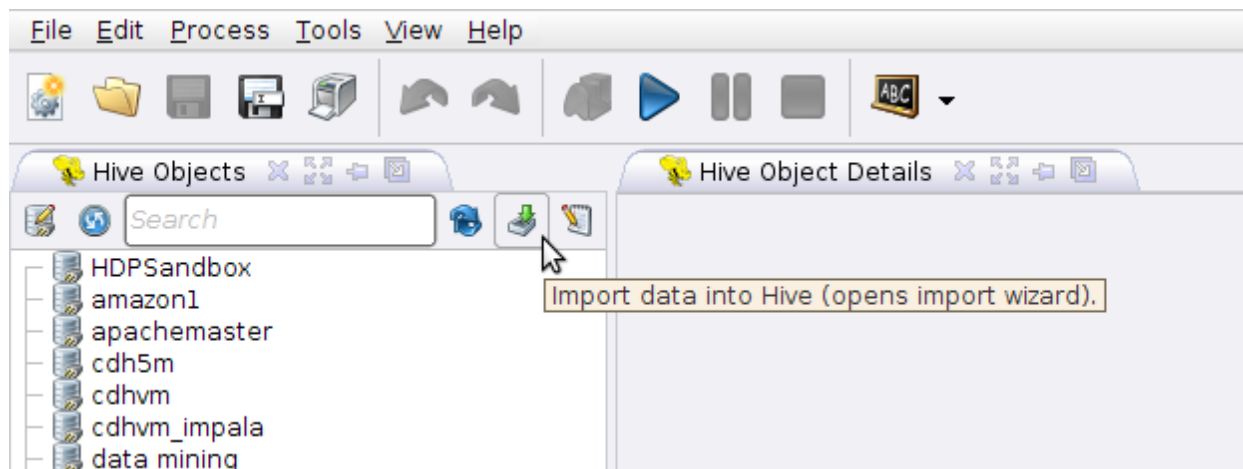 File Edit Process Tools View Help
ABC
Hive Objects
Hive Object Details
Search
HDPSandbox
amazon1
Import data into Hive (opens import wizard).
apachemaster
cdh5m
cdhvm
cdhvm_impala
data mining